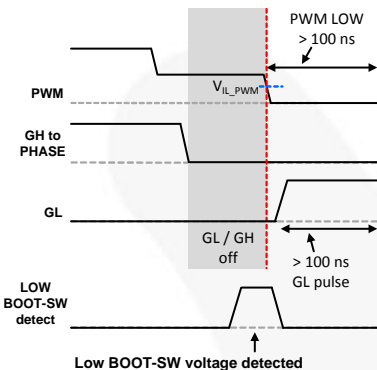 PWM LOW
> 100 ns
V_IL_PWM
PWM
GH to
PHASE
GL
GL / GH
off
> 100 ns
GL pulse
LOW
BOOT-SW
detect
Low BOOT-SW voltage detected